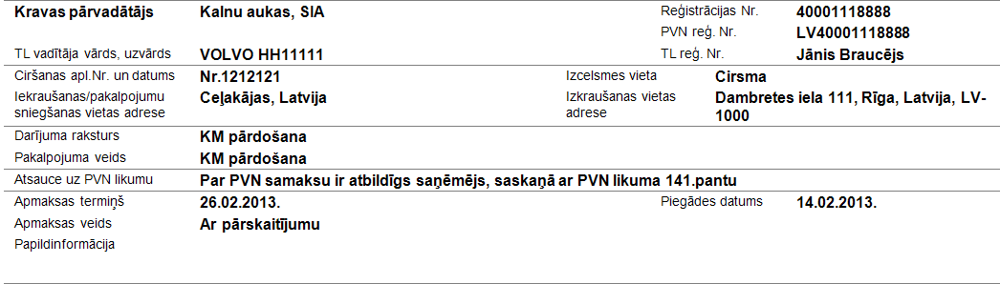 Kravas pārvadātājs Kalnu aukas, SIA Reģistrācijas Nr. 40001118888
PVN reģ. Nr. LV40001118888
TL vadītāja vārds, uzvārds VOLVO HH11111 TL reģ. Nr. Jānis Braucējs
Ciršanas apl.Nr. un datums Nr.1212121 Izcelsmes vieta Cirsma
Iekraušanas/pakalpojumu Ceļakājas, Latvija Izkraušanas vietas Dambretes iela 111, Rīga, Latvija, LV-
sniegšanas vietas adrese adrese 1000
Darījuma raksturs KM pārdošana
Pakalpojuma veids KM pārdošana
Atsauce uz PVN likumu Par PVN samaksu ir atbildīgs saņēmējs, saskaņā ar PVN likuma 141.pantu
Apmaksas termiņš 26.02.2013. Piegādes datums 14.02.2013.
Apmaksas veids Ar pārskaitījumu
Papildinformācija